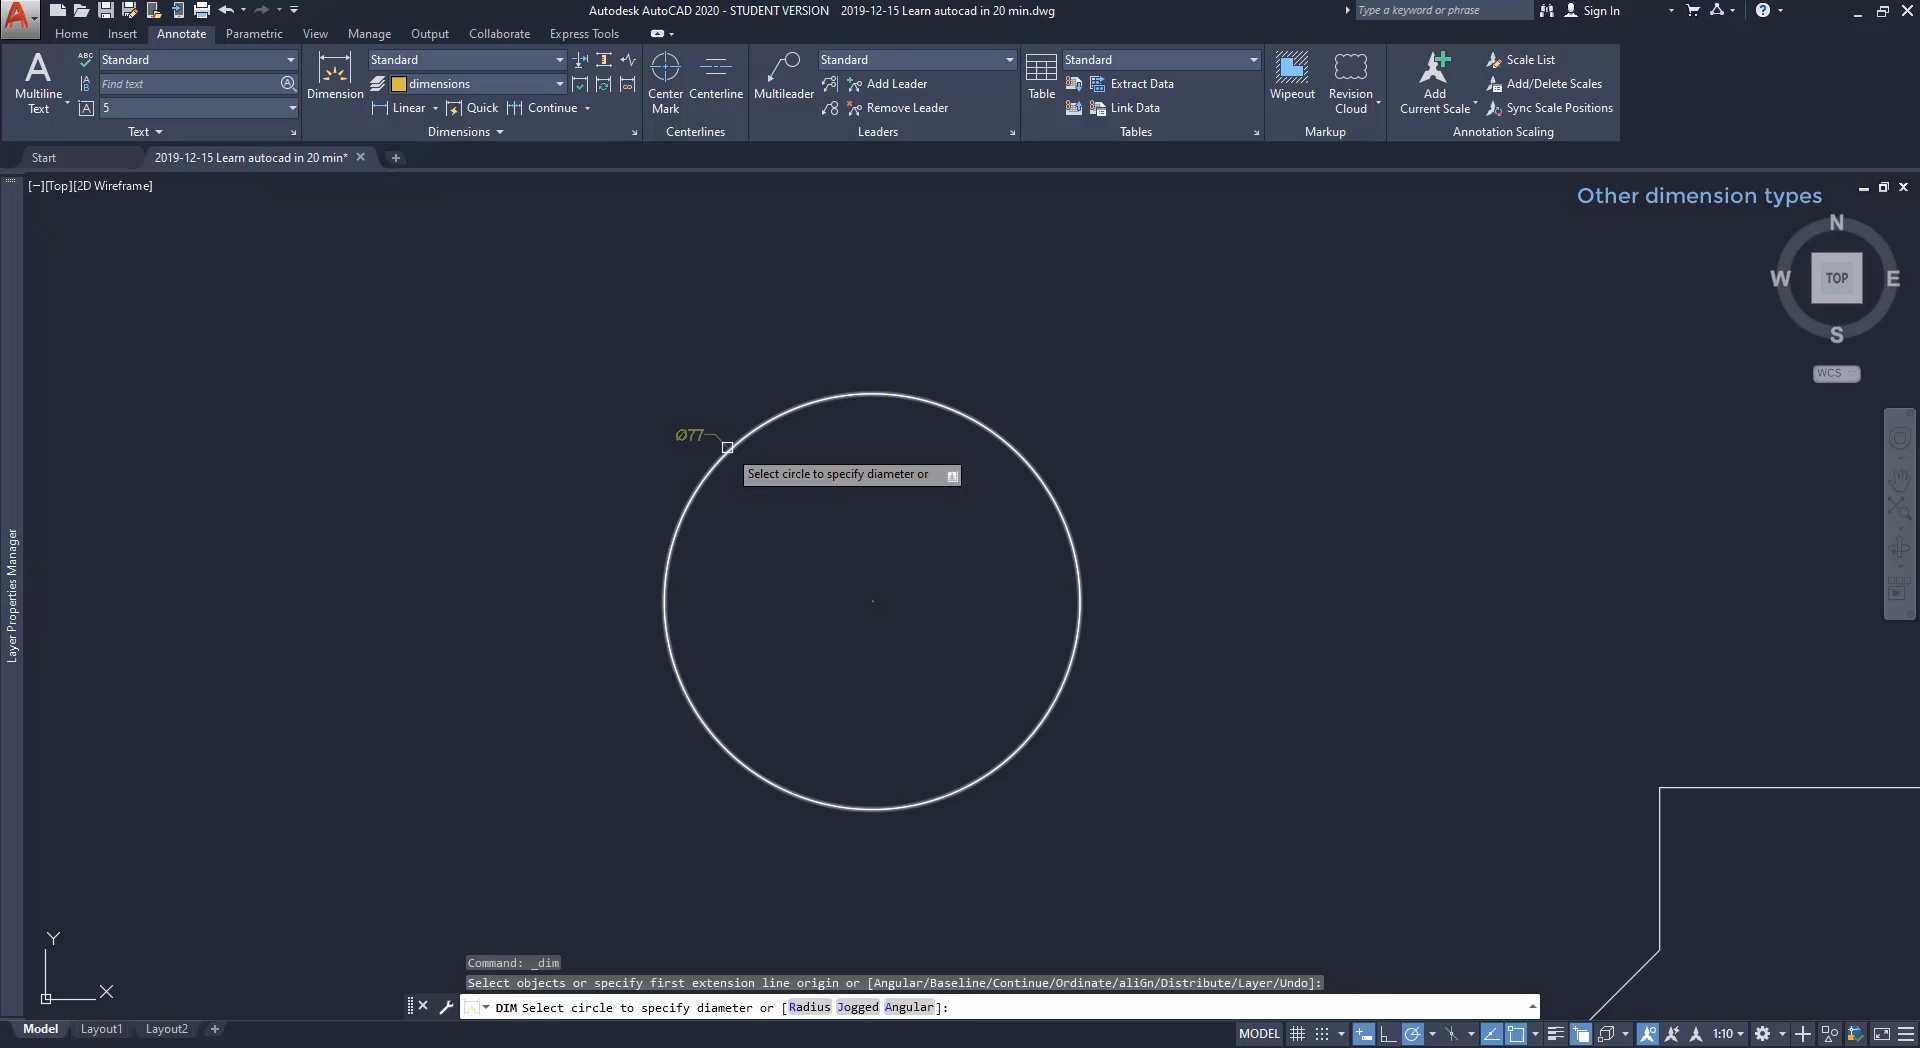 Autodesk AutoCAD 2020 - STUDENT VERSION 2019-12-15 Learn autocad in 20 min.dwg
Type a keyword or phrase
Sign In
Home Insert Annotate Parametric View Manage Output Collaborate Express Tools
Multiline Text
ABC
Standard
Find text
5
Text
Dimension
Standard
dimensions
Linear Quick Continue
Dimensions
Center Mark
Centerline
Centerlines
Multileader
Standard
Add Leader
Remove Leader
Leaders
Table
Standard
Extract Data
Link Data
Tables
Wipeout
Revision Cloud
Markup
Add Current Scale
Scale List
Add/Delete Scales
Sync Scale Positions
Annotation Scaling
Start
2019-12-15 Learn autocad in 20 min*
[−][Top][2D Wireframe]
Other dimension types
N
W TOP E
S
WCS
Ø77
Select circle to specify diameter or
Layer Properties Manager
Y
X
Command: _dim
Select objects or specify first extension line origin or [Angular/Baseline/Continue/Ordinate/aliGn/Distribute/Layer/Undo]:
DIM Select circle to specify diameter or [Radius Jogged Angular]:
Model Layout1 Layout2
MODEL
1:10